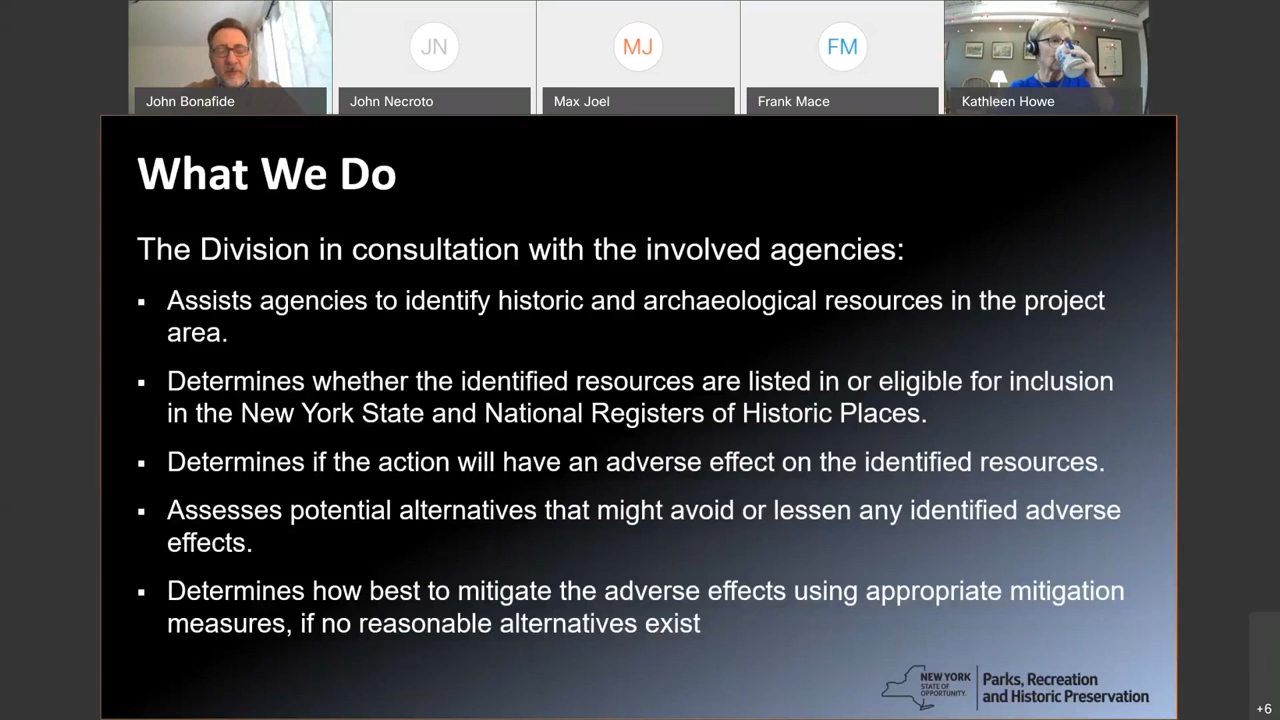 JN
MJ
FM
John Bonafide
John Necroto
Max Joel
Frank Mace
Kathleen Howe
What We Do
The Division in consultation with the involved agencies:
▪ Assists agencies to identify historic and archaeological resources in the project
area.
▪ Determines whether the identified resources are listed in or eligible for inclusion
in the New York State and National Registers of Historic Places.
▪ Determines if the action will have an adverse effect on the identified resources.
▪ Assesses potential alternatives that might avoid or lessen any identified adverse
effects.
▪ Determines how best to mitigate the adverse effects using appropriate mitigation
measures, if no reasonable alternatives exist
NEW YORK
STATE OF
OPPORTUNITY.
Parks, Recreation
and Historic Preservation
+6